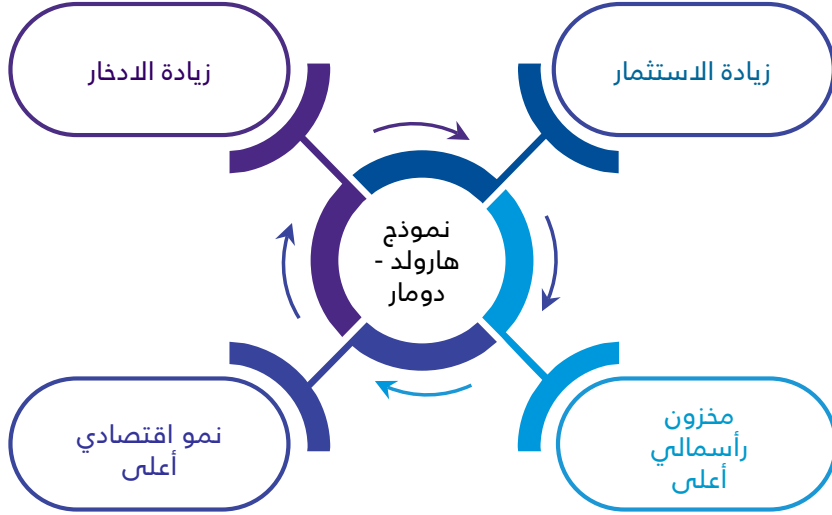 زيادة الاستثمار
زيادة الادخار
نموذج
هارولد -
دومار
مخزون
رأسمالي
أعلى
نمو اقتصادي
أعلى